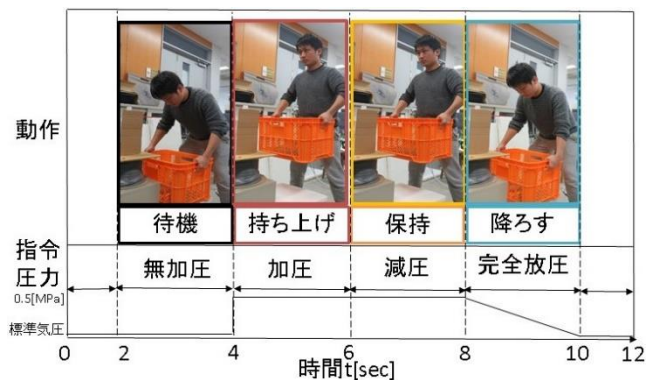 動作
待機 持ち上げ 保持 降ろす
指令
圧力
無加圧 加圧 減圧 完全放圧
0.5[MPa]
標準気圧
0 2 4 6 8 10 12
時間t[sec]